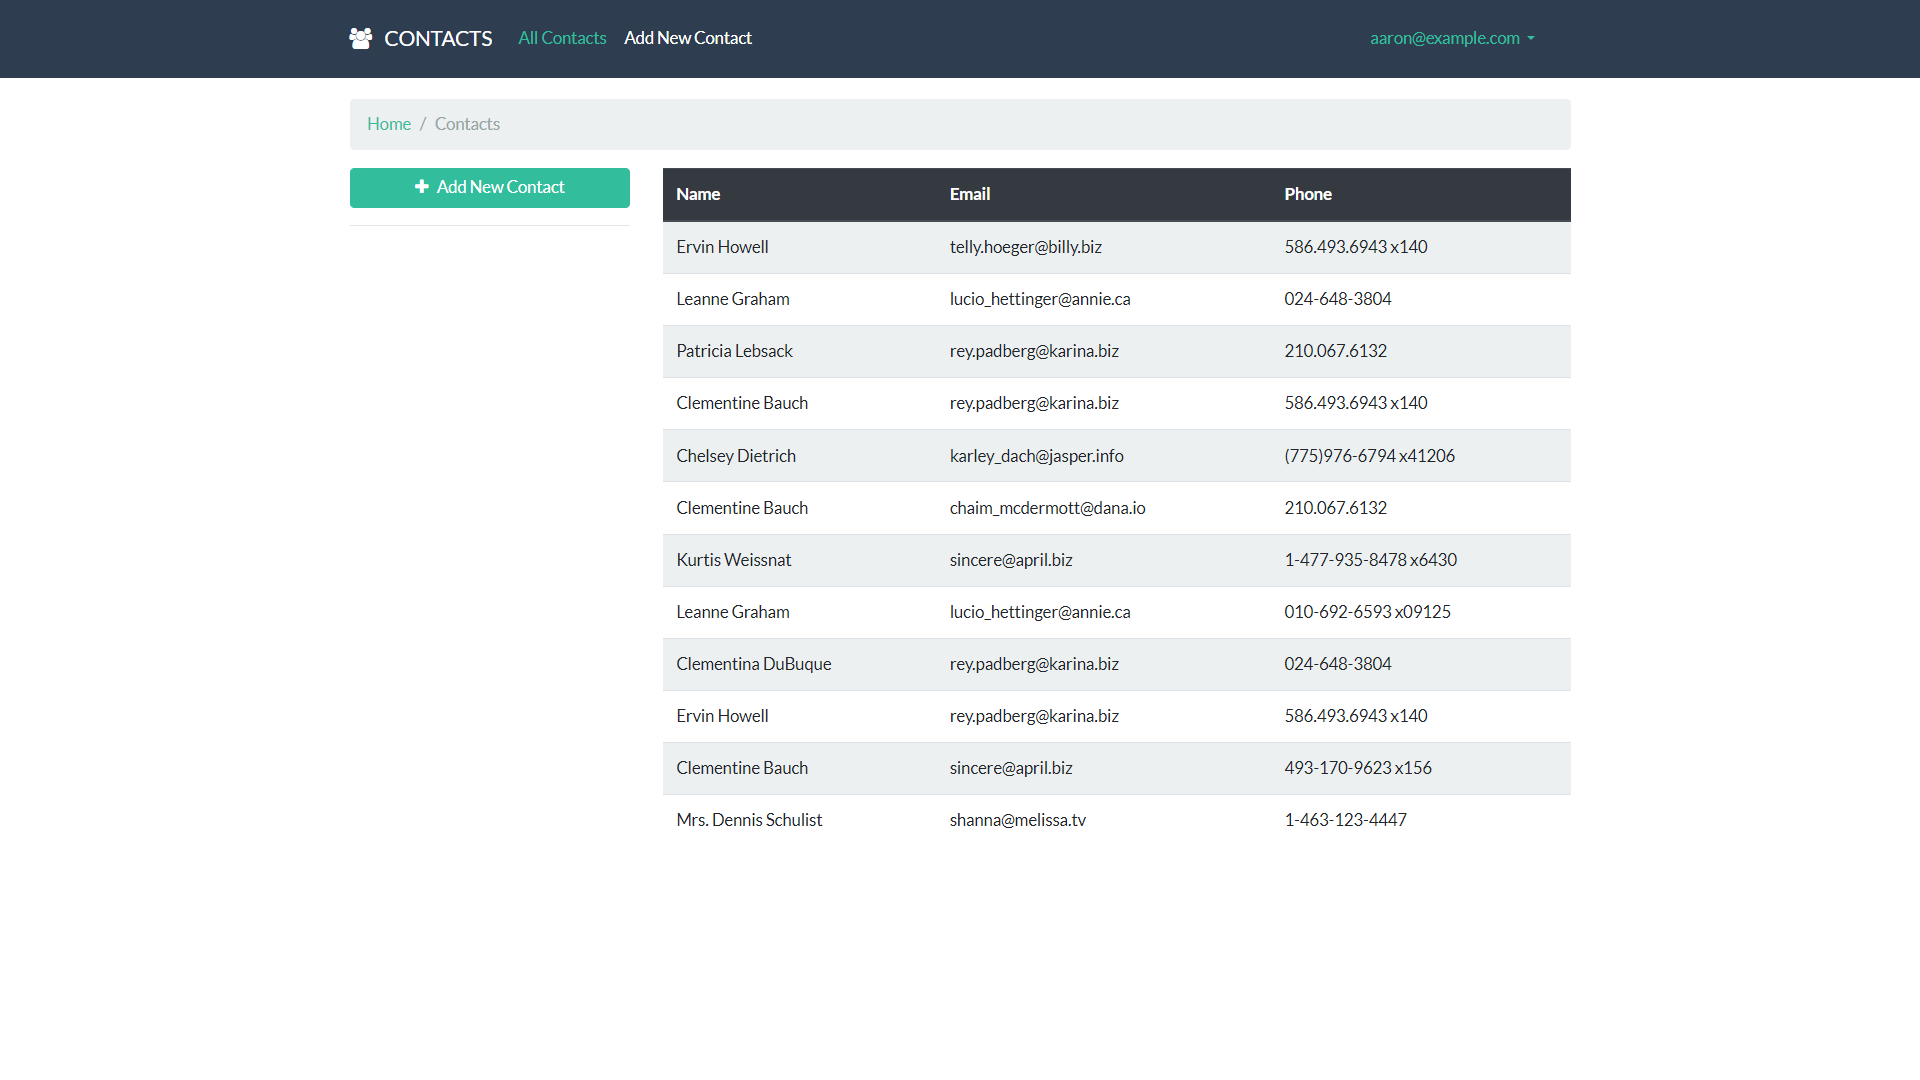 CONTACTS All Contacts Add New Contact aaron@example.com
Home / Contacts
Add New Contact
Name Email Phone
Ervin Howell telly.hoeger@billy.biz 586.493.6943 x140
Leanne Graham lucio_hettinger@annie.ca 024-648-3804
Patricia Lebsack rey.padberg@karina.biz 210.067.6132
Clementine Bauch rey.padberg@karina.biz 586.493.6943 x140
Chelsey Dietrich karley_dach@jasper.info (775)976-6794 x41206
Clementine Bauch chaim_mcdermott@dana.io 210.067.6132
Kurtis Weissnat sincere@april.biz 1-477-935-8478 x6430
Leanne Graham lucio_hettinger@annie.ca 010-692-6593 x09125
Clementina DuBuque rey.padberg@karina.biz 024-648-3804
Ervin Howell rey.padberg@karina.biz 586.493.6943 x140
Clementine Bauch sincere@april.biz 493-170-9623 x156
Mrs. Dennis Schulist shanna@melissa.tv 1-463-123-4447